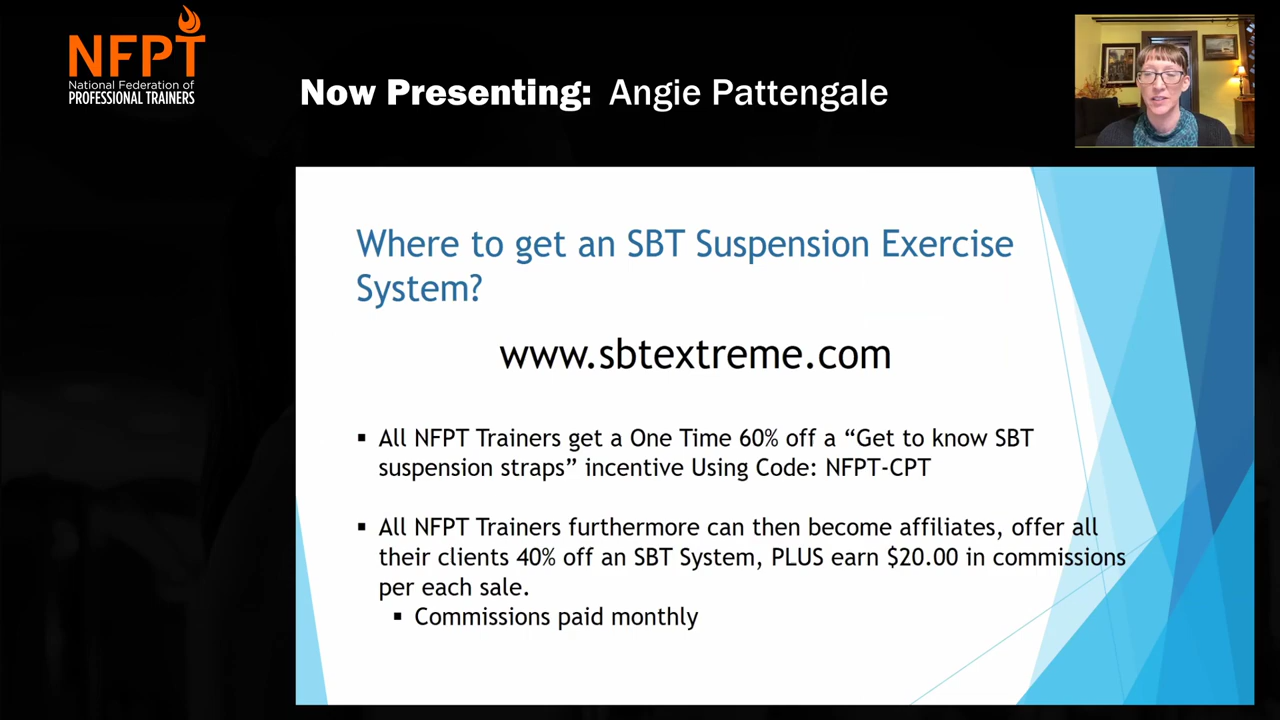 NFPT
National Federation of
PROFESSIONAL TRAINERS
Now Presenting: Angie Pattengale
Where to get an SBT Suspension Exercise
System?
www.sbtextreme.com
▪ All NFPT Trainers get a One Time 60% off a “Get to know SBT
suspension straps” incentive Using Code: NFPT-CPT
▪ All NFPT Trainers furthermore can then become affiliates, offer all
their clients 40% off an SBT System, PLUS earn $20.00 in commissions
per each sale.
▪ Commissions paid monthly